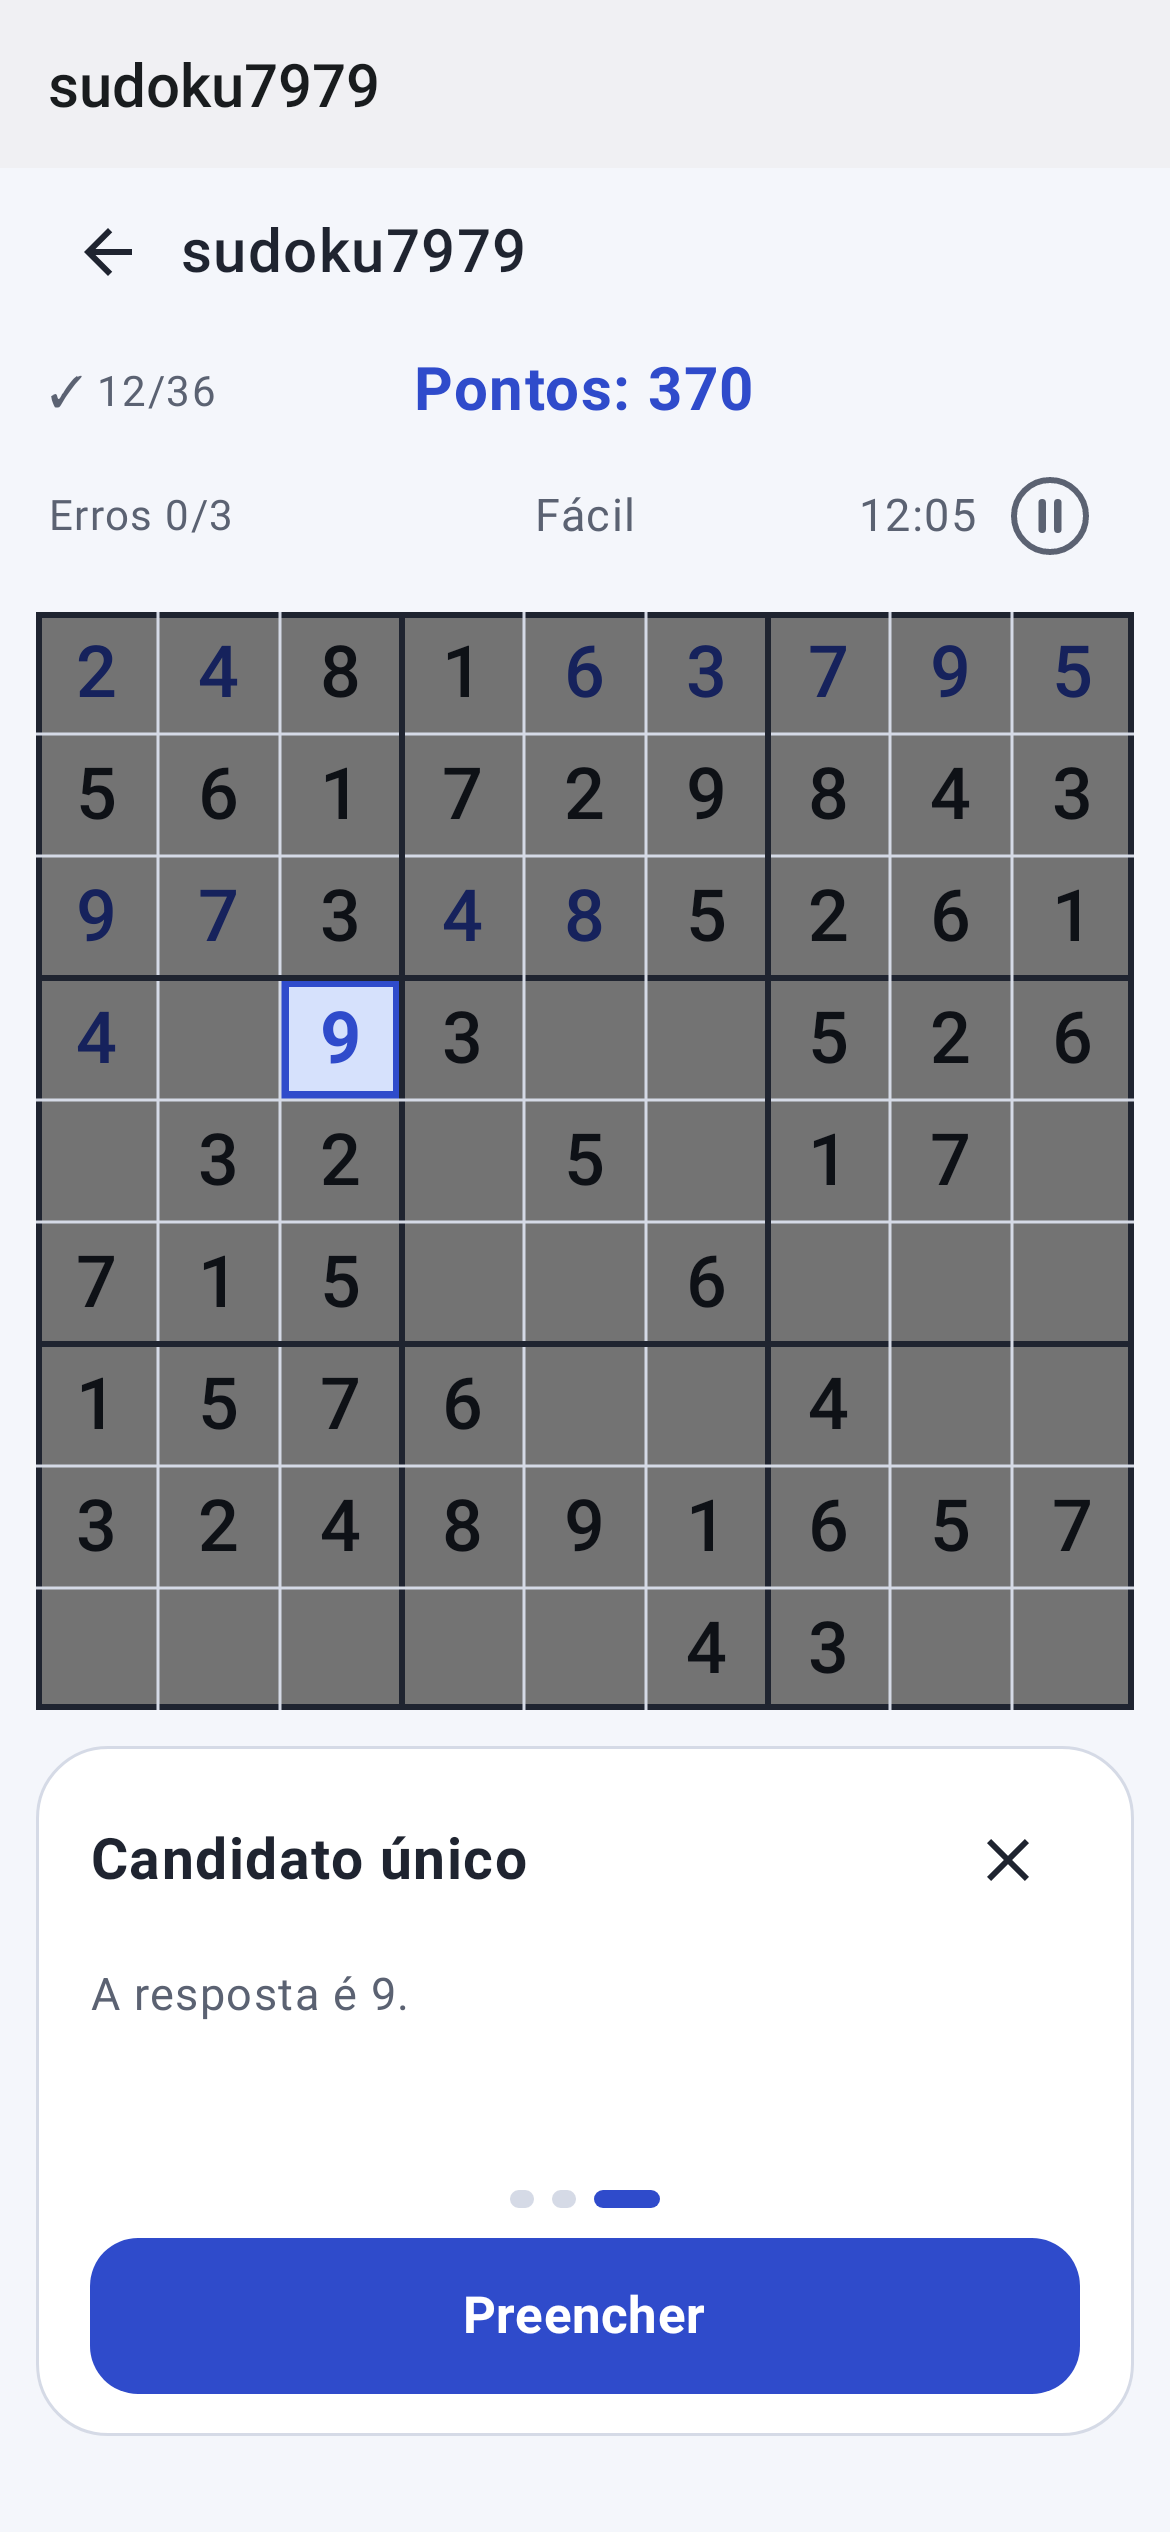 sudoku7979
sudoku7979
✓ 12/36 Pontos: 370
Erros 0/3 Fácil 12:05
2 4 8 1 6 3 7 9 5
5 6 1 7 2 9 8 4 3
9 7 3 4 8 5 2 6 1
4 9 3 5 2 6
3 2 5 1 7
7 1 5 6
1 5 7 6 4
3 2 4 8 9 1 6 5 7
4 3
Candidato único
A resposta é 9.
Preencher